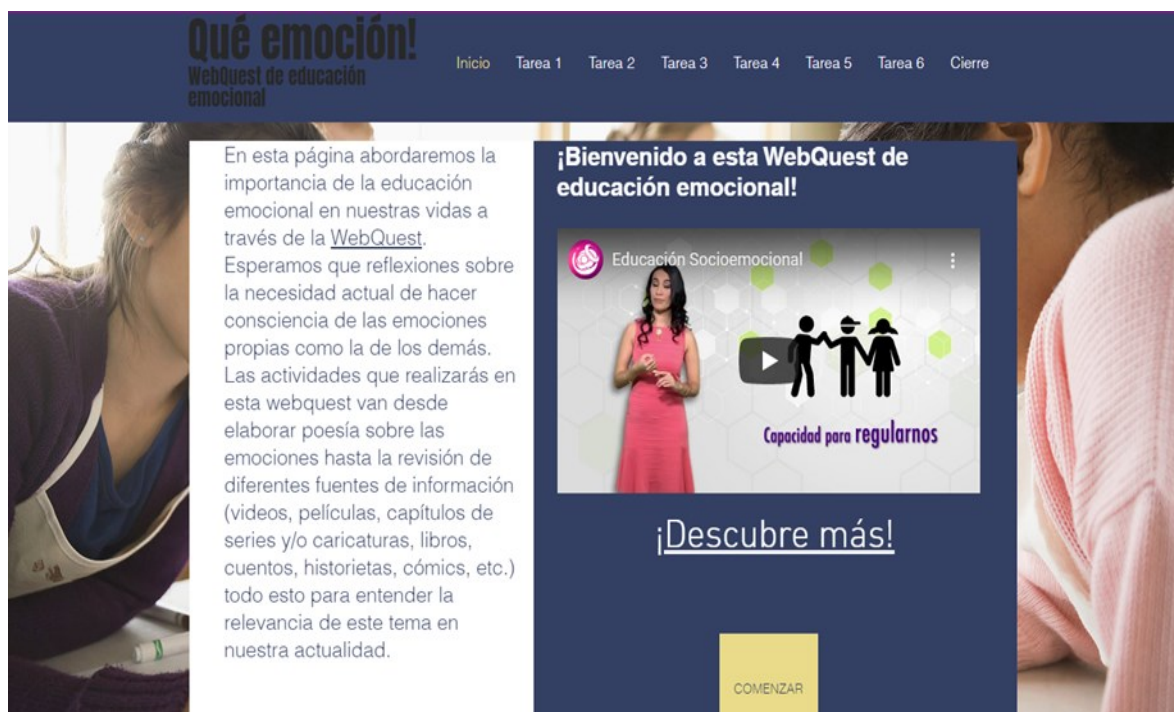 Qué emoción!
WebQuest de educación
emocional
Inicio Tarea 1 Tarea 2 Tarea 3 Tarea 4 Tarea 5 Tarea 6 Cierre
En esta página abordaremos la
importancia de la educación
emocional en nuestras vidas a
través de la WebQuest.
Esperamos que reflexiones sobre
la necesidad actual de hacer
consciencia de las emociones
propias como la de los demás.
Las actividades que realizarás en
esta webquest van desde
elaborar poesía sobre las
emociones hasta la revisión de
diferentes fuentes de información
(videos, películas, capítulos de
series y/o caricaturas, libros,
cuentos, historietas, cómics, etc.)
todo esto para entender la
relevancia de este tema en
nuestra actualidad.
¡Bienvenido a esta WebQuest de
educación emocional!
Educación Socioemocional
Capacidad para regularnos
¡Descubre más!
COMENZAR